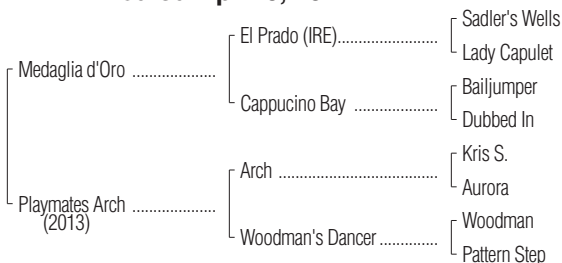 Sadler's Wells
El Prado (IRE)..........................
Lady Capulet
Medaglia d'Oro .....................
Bailjumper
Cappucino Bay .....................
Dubbed In
Kris S.
Arch ........................................
Aurora
Playmates Arch .....................
(2013)
Woodman
Woodman's Dancer...............
Pattern Step